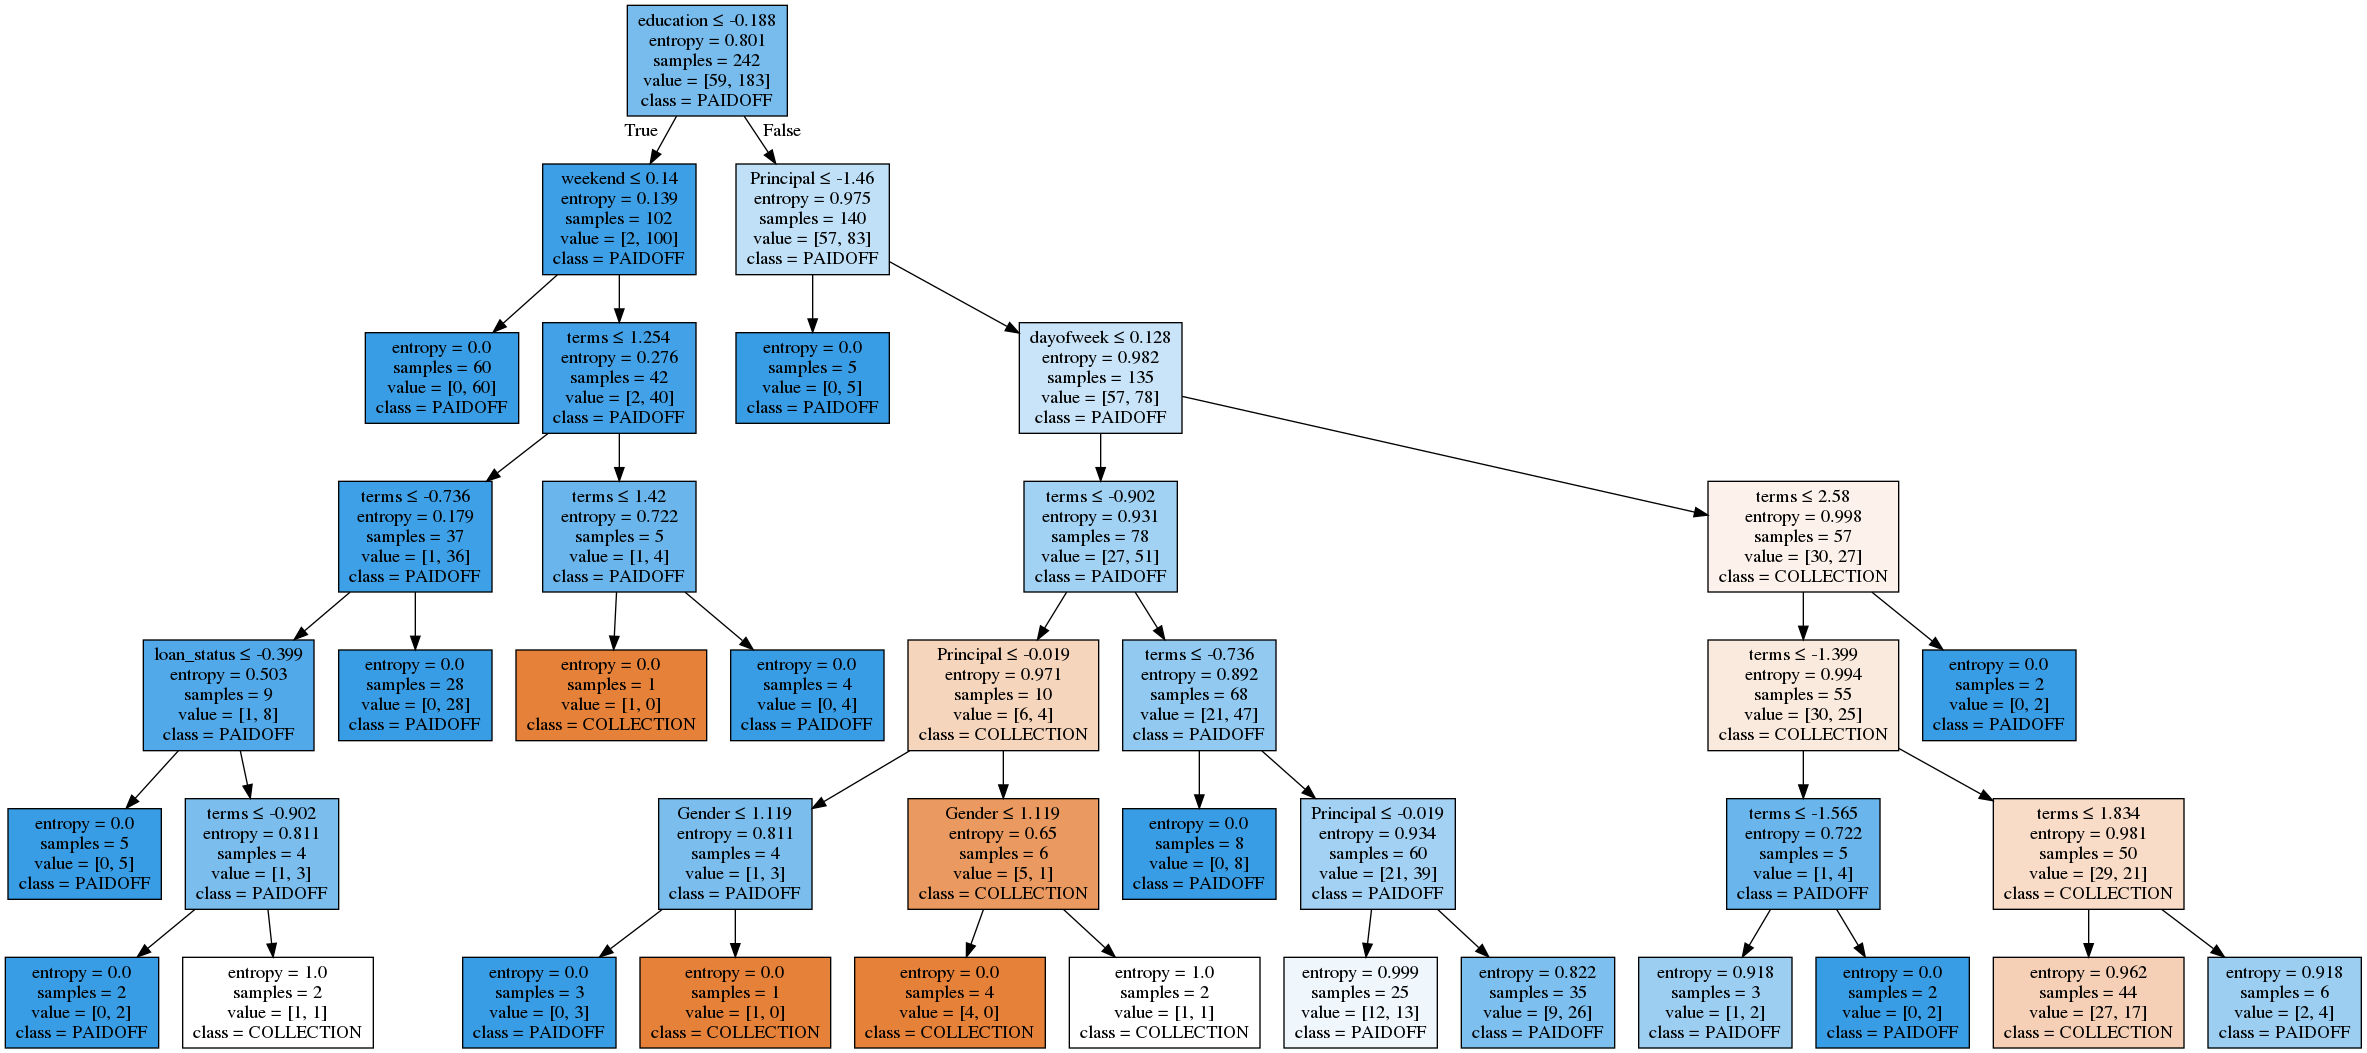 education ≤ -0.188
entropy = 0.801
samples = 242
value = [59, 183]
class = PAIDOFF
True
False
weekend ≤ 0.14
entropy = 0.139
samples = 102
value = [2, 100]
class = PAIDOFF
Principal ≤ -1.46
entropy = 0.975
samples = 140
value = [57, 83]
class = PAIDOFF
entropy = 0.0
samples = 60
value = [0, 60]
class = PAIDOFF
terms ≤ 1.254
entropy = 0.276
samples = 42
value = [2, 40]
class = PAIDOFF
entropy = 0.0
samples = 5
value = [0, 5]
class = PAIDOFF
dayofweek ≤ 0.128
entropy = 0.982
samples = 135
value = [57, 78]
class = PAIDOFF
terms ≤ -0.736
entropy = 0.179
samples = 37
value = [1, 36]
class = PAIDOFF
terms ≤ 1.42
entropy = 0.722
samples = 5
value = [1, 4]
class = PAIDOFF
terms ≤ -0.902
entropy = 0.931
samples = 78
value = [27, 51]
class = PAIDOFF
terms ≤ 2.58
entropy = 0.998
samples = 57
value = [30, 27]
class = COLLECTION
loan_status ≤ -0.399
entropy = 0.503
samples = 9
value = [1, 8]
class = PAIDOFF
entropy = 0.0
samples = 28
value = [0, 28]
class = PAIDOFF
entropy = 0.0
samples = 1
value = [1, 0]
class = COLLECTION
entropy = 0.0
samples = 4
value = [0, 4]
class = PAIDOFF
Principal ≤ -0.019
entropy = 0.971
samples = 10
value = [6, 4]
class = COLLECTION
terms ≤ -0.736
entropy = 0.892
samples = 68
value = [21, 47]
class = PAIDOFF
terms ≤ -1.399
entropy = 0.994
samples = 55
value = [30, 25]
class = COLLECTION
entropy = 0.0
samples = 2
value = [0, 2]
class = PAIDOFF
entropy = 0.0
samples = 5
value = [0, 5]
class = PAIDOFF
terms ≤ -0.902
entropy = 0.811
samples = 4
value = [1, 3]
class = PAIDOFF
Gender ≤ 1.119
entropy = 0.811
samples = 4
value = [1, 3]
class = PAIDOFF
Gender ≤ 1.119
entropy = 0.65
samples = 6
value = [5, 1]
class = COLLECTION
entropy = 0.0
samples = 8
value = [0, 8]
class = PAIDOFF
Principal ≤ -0.019
entropy = 0.934
samples = 60
value = [21, 39]
class = PAIDOFF
terms ≤ -1.565
entropy = 0.722
samples = 5
value = [1, 4]
class = PAIDOFF
terms ≤ 1.834
entropy = 0.981
samples = 50
value = [29, 21]
class = COLLECTION
entropy = 0.0
samples = 2
value = [0, 2]
class = PAIDOFF
entropy = 1.0
samples = 2
value = [1, 1]
class = COLLECTION
entropy = 0.0
samples = 3
value = [0, 3]
class = PAIDOFF
entropy = 0.0
samples = 1
value = [1, 0]
class = COLLECTION
entropy = 0.0
samples = 4
value = [4, 0]
class = COLLECTION
entropy = 1.0
samples = 2
value = [1, 1]
class = COLLECTION
entropy = 0.999
samples = 25
value = [12, 13]
class = PAIDOFF
entropy = 0.822
samples = 35
value = [9, 26]
class = PAIDOFF
entropy = 0.918
samples = 3
value = [1, 2]
class = PAIDOFF
entropy = 0.0
samples = 2
value = [0, 2]
class = PAIDOFF
entropy = 0.962
samples = 44
value = [27, 17]
class = COLLECTION
entropy = 0.918
samples = 6
value = [2, 4]
class = PAIDOFF